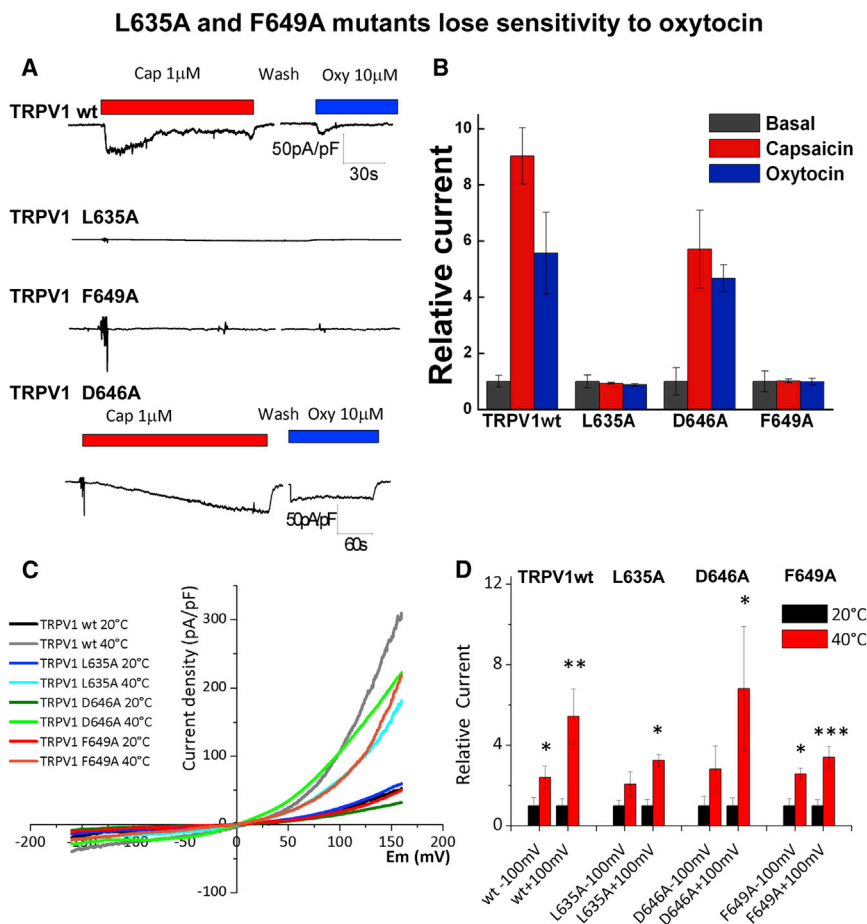 L635A and F649A mutants lose sensitivity to oxytocin
A
Cap 1μM Wash Oxy 10μM
TRPV1 wt
50pA/pF
30s
TRPV1 L635A
TRPV1 F649A
TRPV1 D646A
Cap 1μM Wash Oxy 10μM
50pA/pF
60s
B
Relative current
10
8
6
4
2
0
Basal
Capsaicin
Oxytocin
TRPV1wt L635A D646A F649A
C
TRPV1 wt 20°C
TRPV1 wt 40°C
TRPV1 L635A 20°C
TRPV1 L635A 40°C
TRPV1 D646A 20°C
TRPV1 D646A 40°C
TRPV1 F649A 20°C
TRPV1 F649A 40°C
Current density (pA/pF)
300
200
100
0
-100
-200 -100 -50 0 50 100 150 200
Em (mV)
D
TRPV1wt L635A D646A F649A
20°C
40°C
Relative Current
12
8
4
0
* ** * * * ***
wt -100mV
wt+100mV
L635A-100mV
L635A+100mV
D646A-100mV
D646A+100mV
F649A-100mV
F649A+100mV